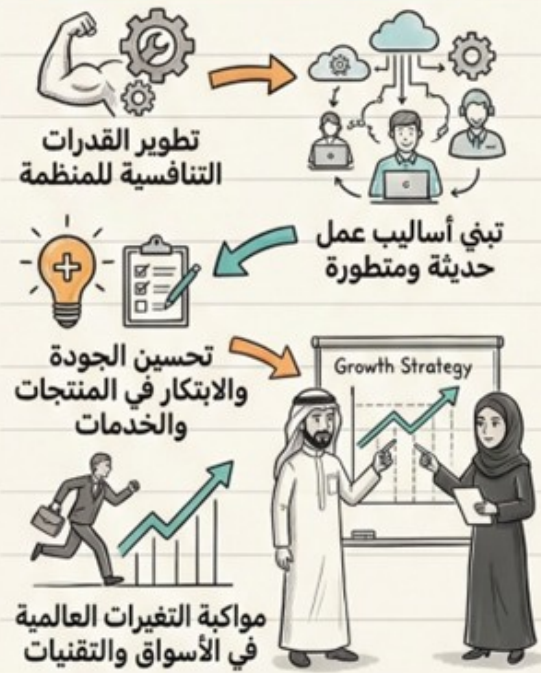 تطوير القدرات
التنافسية للمنظمة
تبني أساليب عمل
حديثة ومتطورة
تحسين الجودة
والابتكار في المنتجات
والخدمات
Growth Strategy
مواكبة التغيرات العالمية
في الأسواق والتقنيات